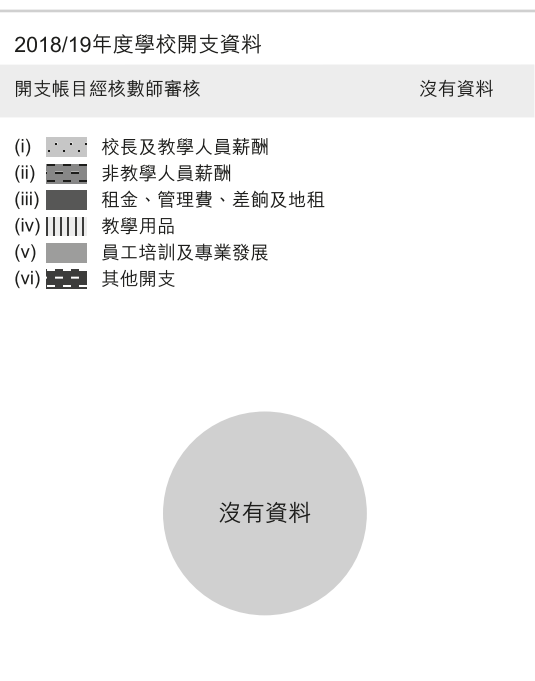 2018/19年度學校開支資料
開支帳目經核數師審核 沒有資料
(i) 校長及教學人員薪酬
(ii) 非教學人員薪酬
(iii) 租金、管理費、差餉及地租
(iv) 教學用品
(v) 員工培訓及專業發展
(vi) 其他開支
沒有資料